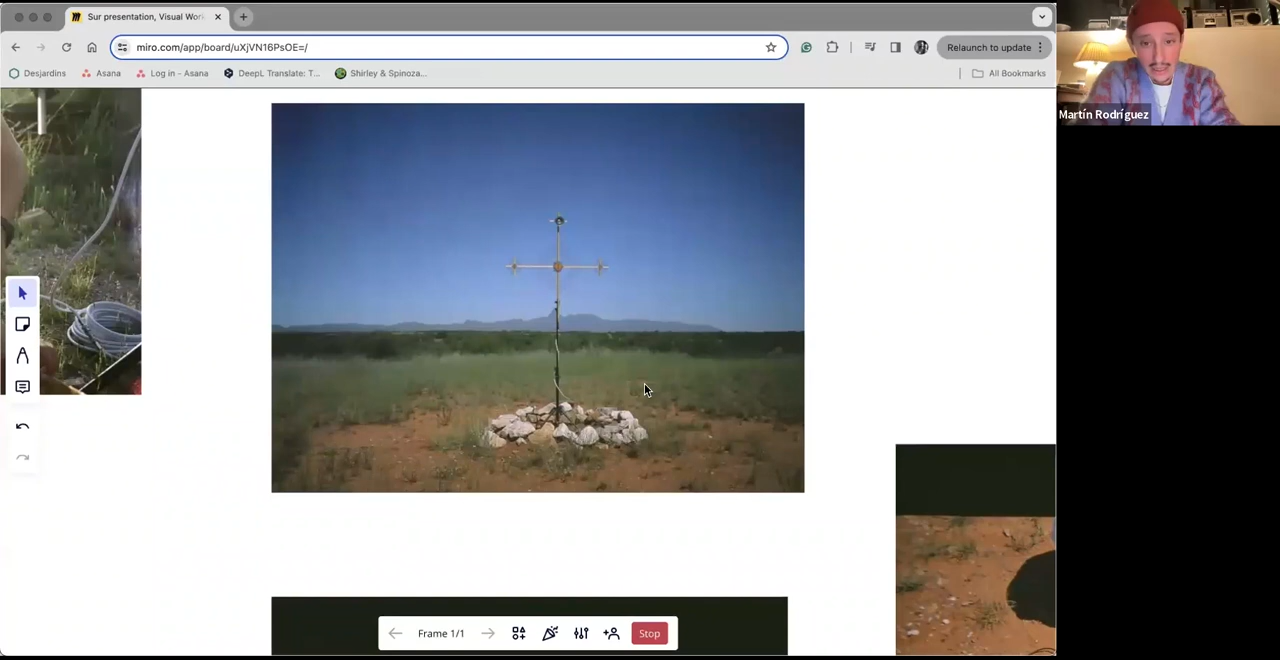 Sur presentation, Visual Wor
miro.com/app/board/uXjVN16PsOE=/
Relaunch to update
Desjardins
Asana
Log in - Asana
DeepL Translate: T...
Shirley & Spinoza...
All Bookmarks
Martín Rodríguez
Frame 1/1
Stop